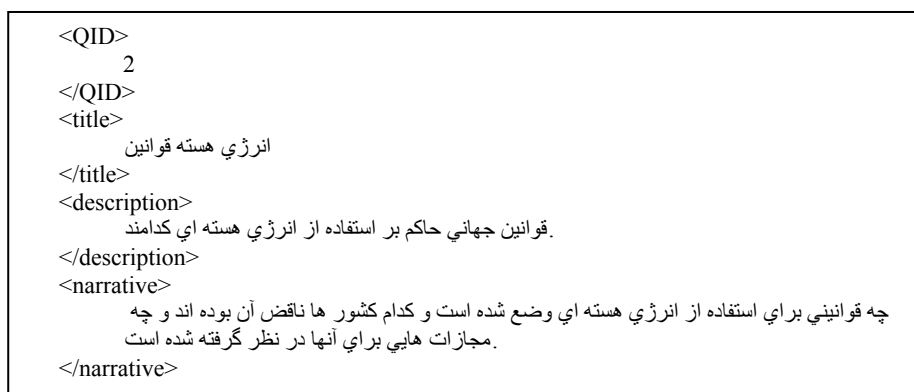 <QID>
2
</QID>
<title>
انرژي هسته قوانين
</title>
<description>
قوانين جهاني حاكم بر استفاده از انرژي هسته اي كدامند.
</description>
<narrative>
چه قوانيني براي استفاده از انرژي هسته اي وضع شده است و كدام كشور ها ناقض آن بوده اند و چه
مجازات هايي براي آنها در نظر گرفته شده است.
</narrative>